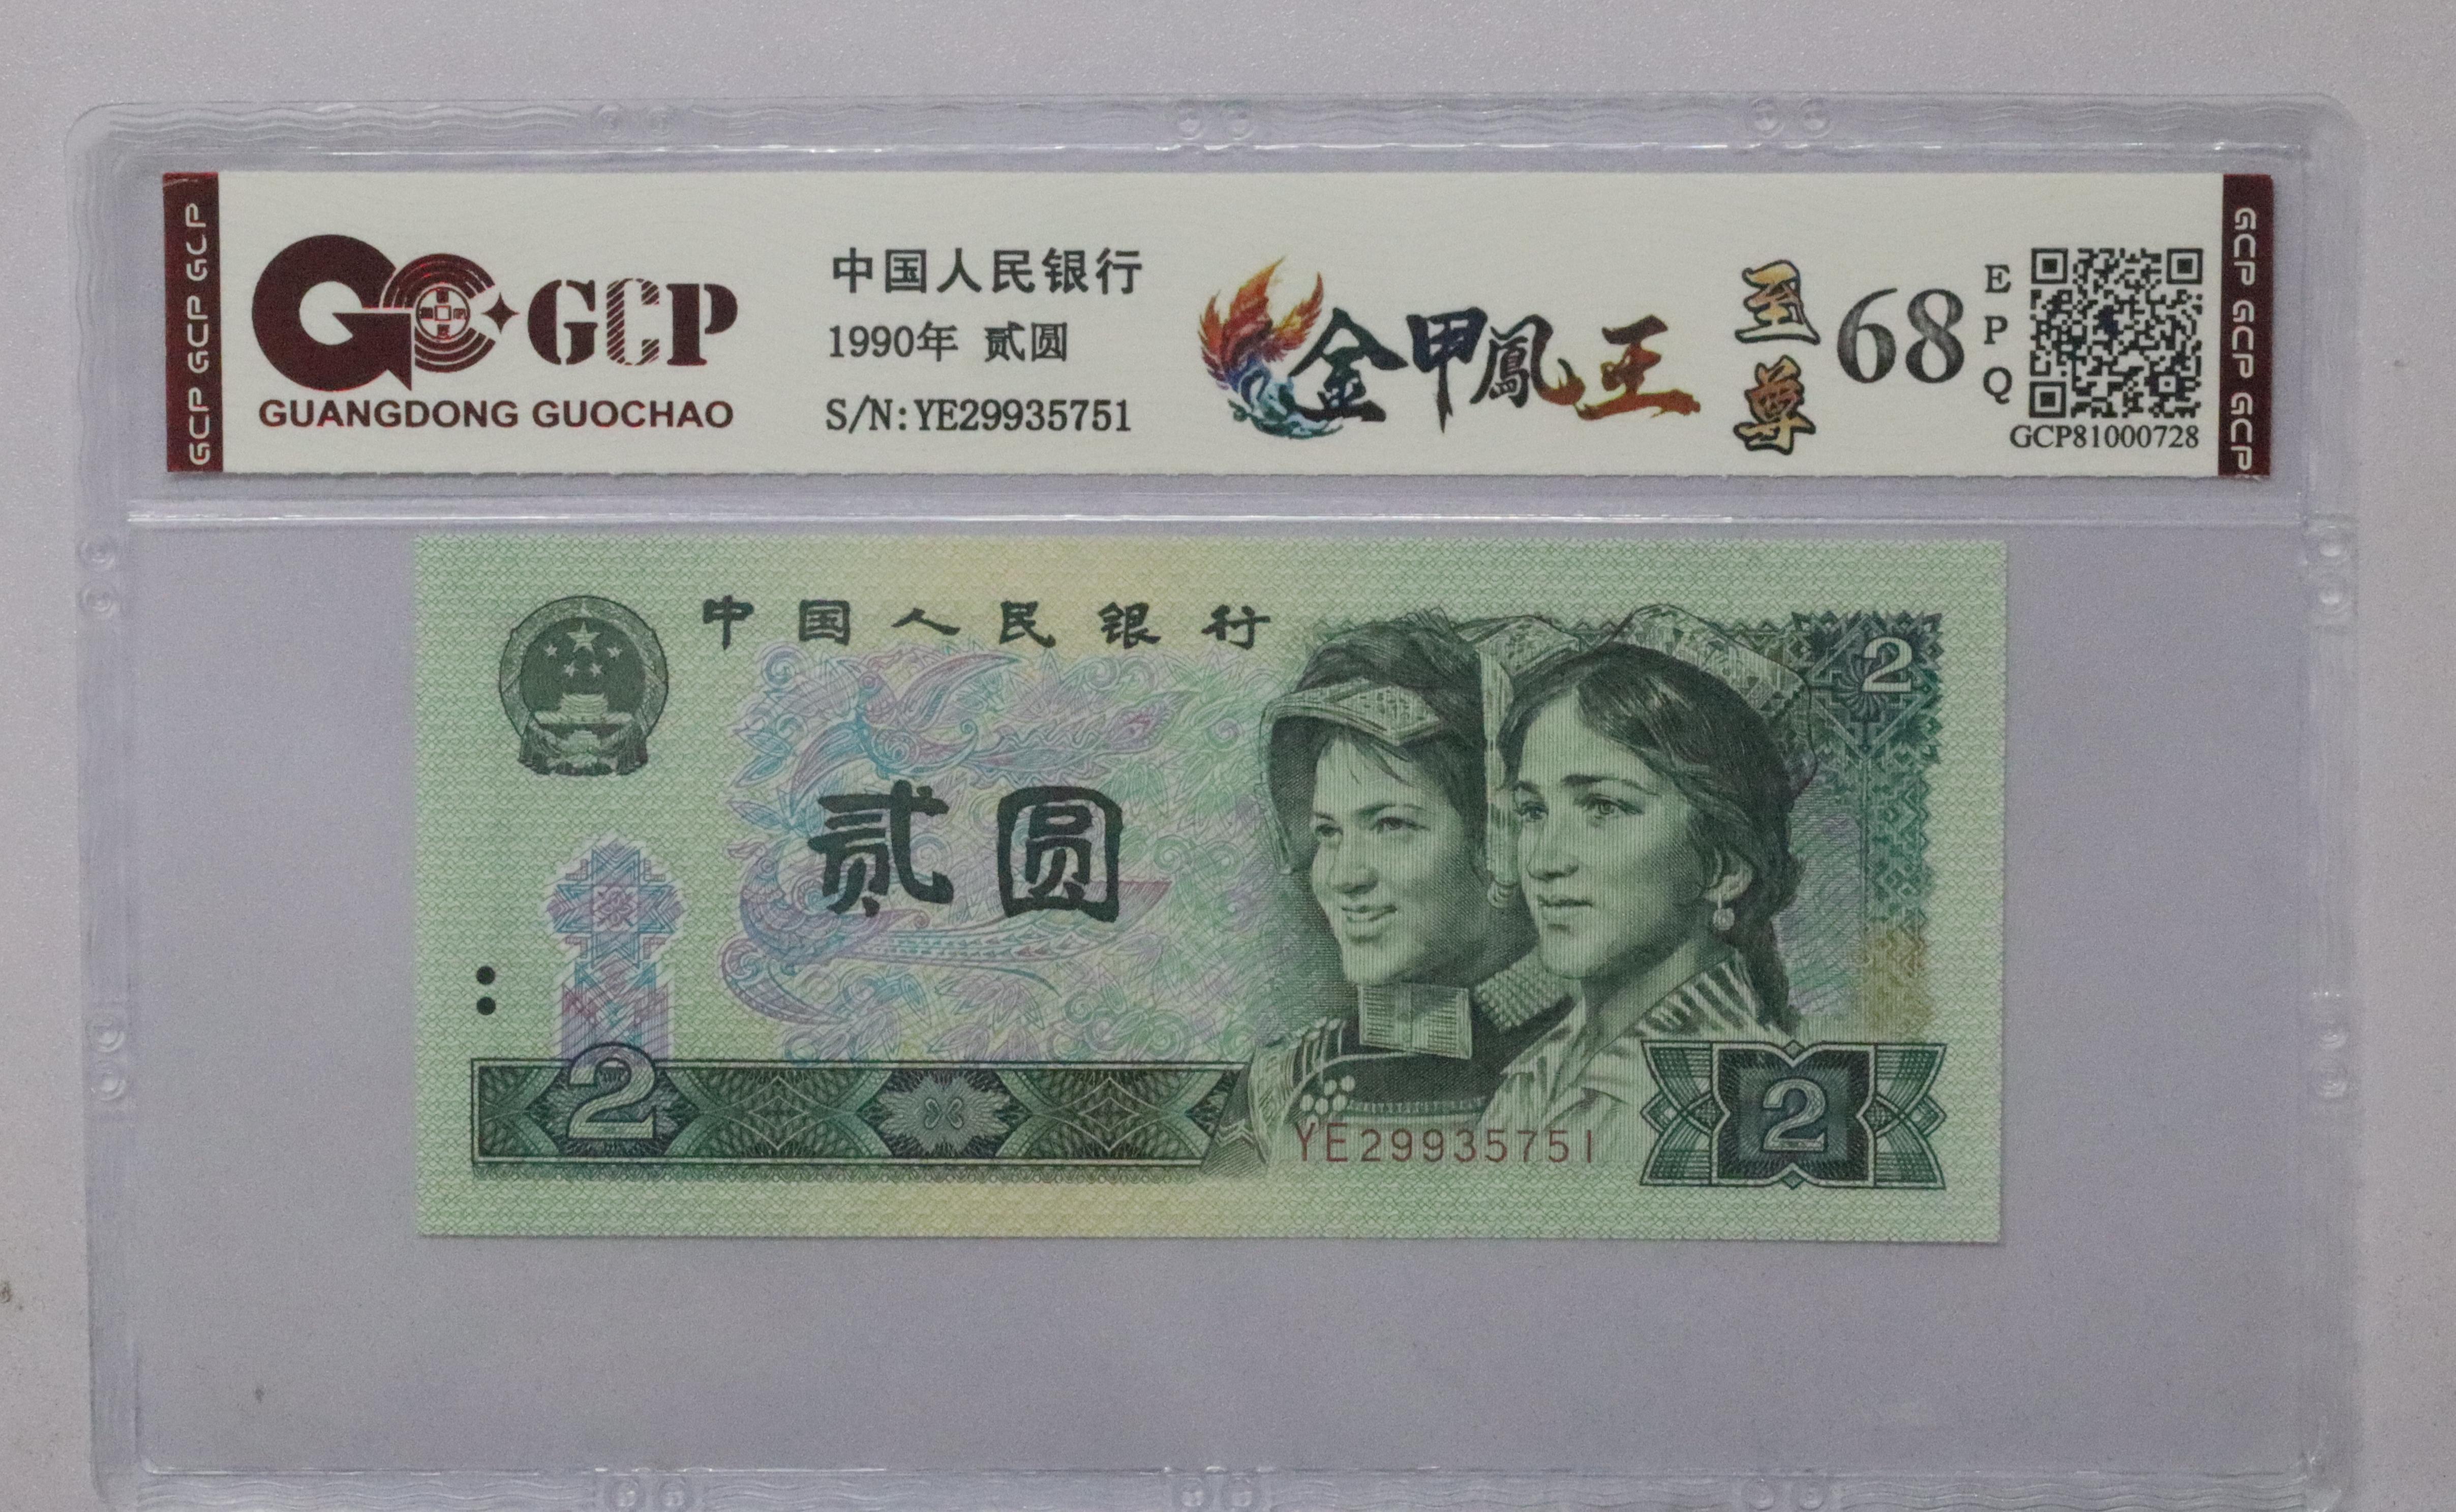 GCP GCP GCP
GC GCP
GUANGDONG GUOCHAO
中国人民银行
1990年 贰圆
S/N:YE29935751
金甲鳳王
至尊
68
EPQ
GCP81000728
GCP GCP GCP
中国人民银行
2
贰圆
2
YE29935751
2